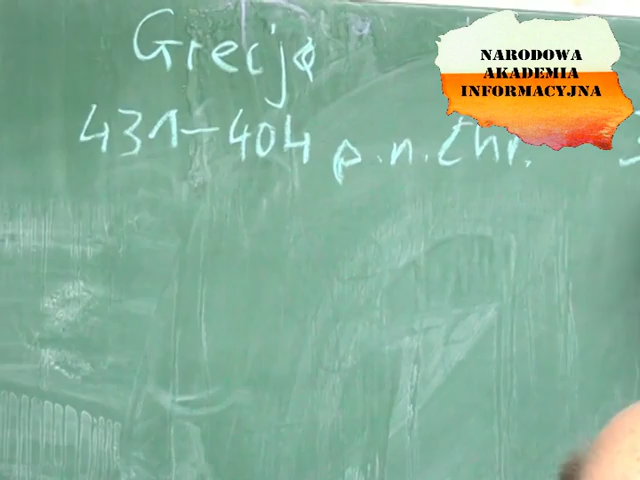 Grecja
431-404 p.n.Chr.
NARODOWA
AKADEMIA
INFORMACYJNA